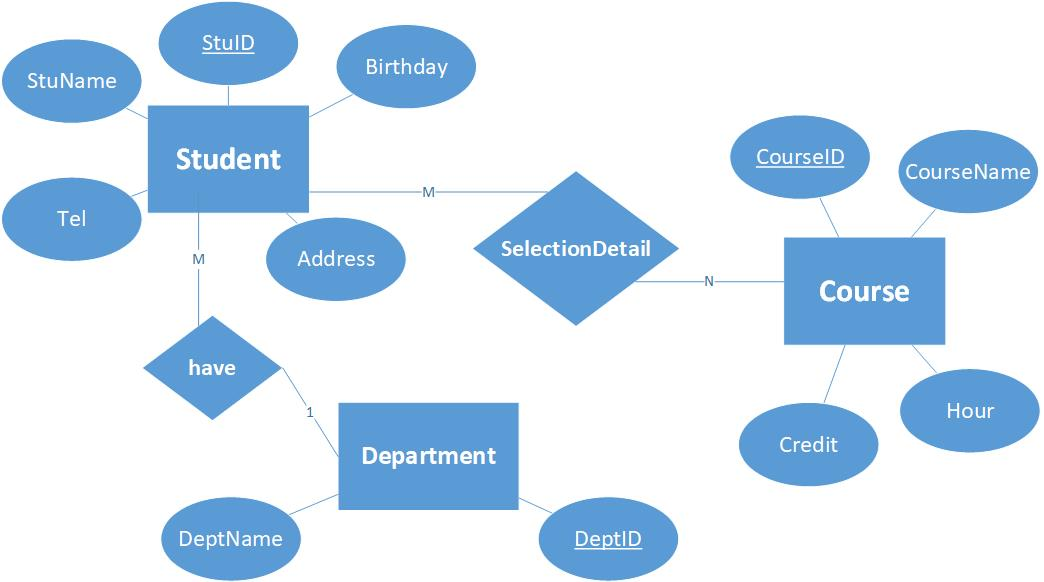 StuID
Birthday
StuName
Student
CourseID
CourseName
M
Tel
SelectionDetail
M
Address
N
Course
have
1
Hour
Credit
Department
DeptName
DeptID